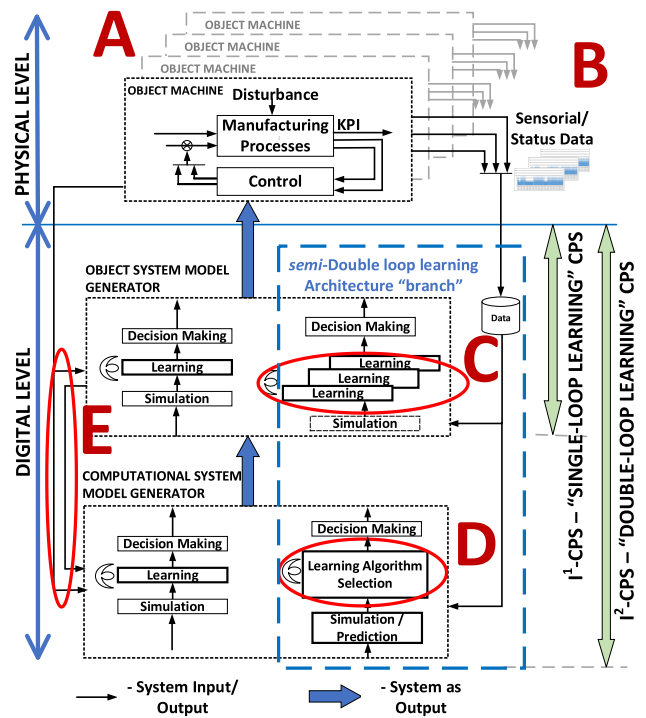 A
OBJECT MACHINE
OBJECT MACHINE
OBJECT MACHINE
OBJECT MACHINE
Disturbance
Manufacturing
Processes
KPI
Control
B
Sensorial/
Status Data
PHYSICAL LEVEL
DIGITAL LEVEL
OBJECT SYSTEM MODEL
GENERATOR
Decision Making
Learning
Simulation
semi-Double loop learning
Architecture “branch”
Decision Making
Learning
Learning
Learning
Simulation
C
Data
E
COMPUTATIONAL SYSTEM
MODEL GENERATOR
Decision Making
Learning
Simulation
D
Decision Making
Learning Algorithm
Selection
Simulation /
Prediction
I1-CPS – “SINGLE-LOOP LEARNING” CPS
I2-CPS – “DOUBLE-LOOP LEARNING” CPS
- System Input/
Output
- System as
Output